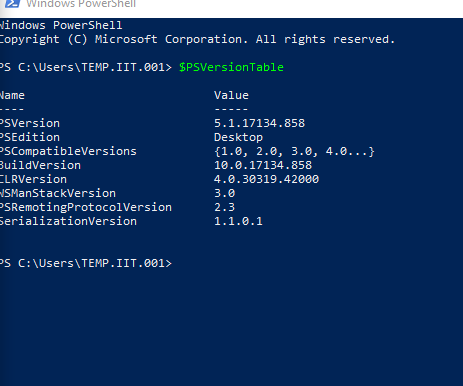 Windows PowerShell
Windows PowerShell
Copyright (C) Microsoft Corporation. All rights reserved.
PS C:\Users\TEMP.IIT.001> $PSVersionTable
Name Value
---- -----
PSVersion 5.1.17134.858
PSEdition Desktop
PSCompatibleVersions {1.0, 2.0, 3.0, 4.0...}
BuildVersion 10.0.17134.858
CLRVersion 4.0.30319.42000
WSManStackVersion 3.0
PSRemotingProtocolVersion 2.3
SerializationVersion 1.1.0.1
PS C:\Users\TEMP.IIT.001>